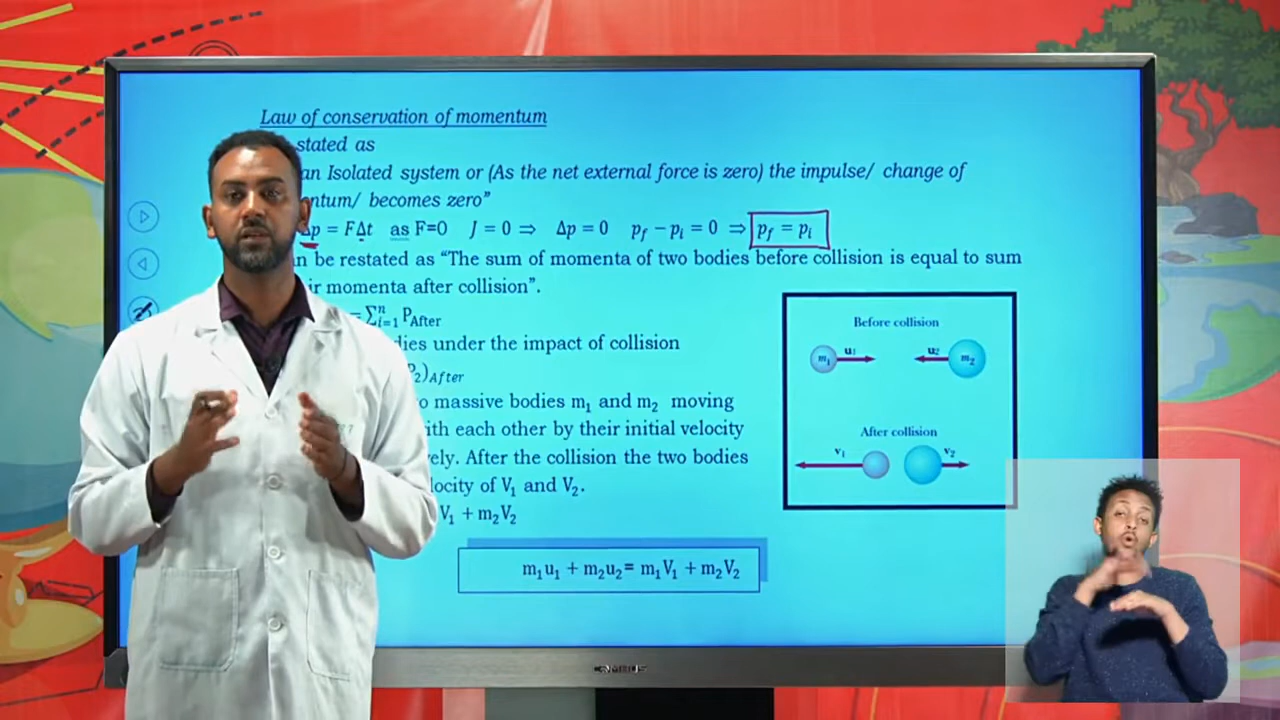 Law of conservation of momentum
stated as
an Isolated system or (As the net external force is zero) the impulse/ change of
ntum/ becomes zero”
Δp = FΔt as F=0 J = 0 ⇒ Δp = 0 p_f − p_i = 0 ⇒ p_f = p_i
n be restated as “The sum of momenta of two bodies before collision is equal to sum
ir momenta after collision”.
= Σⁿᵢ₌₁ P_After
dies under the impact of collision
₂)_After
o massive bodies m₁ and m₂ moving
ith each other by their initial velocity
vely. After the collision the two bodies
locity of V₁ and V₂.
V₁ + m₂V₂
m₁u₁ + m₂u₂= m₁V₁ + m₂V₂
Before collision
m₁ u₁ u₂ m₂
After collision
v₁ v₂